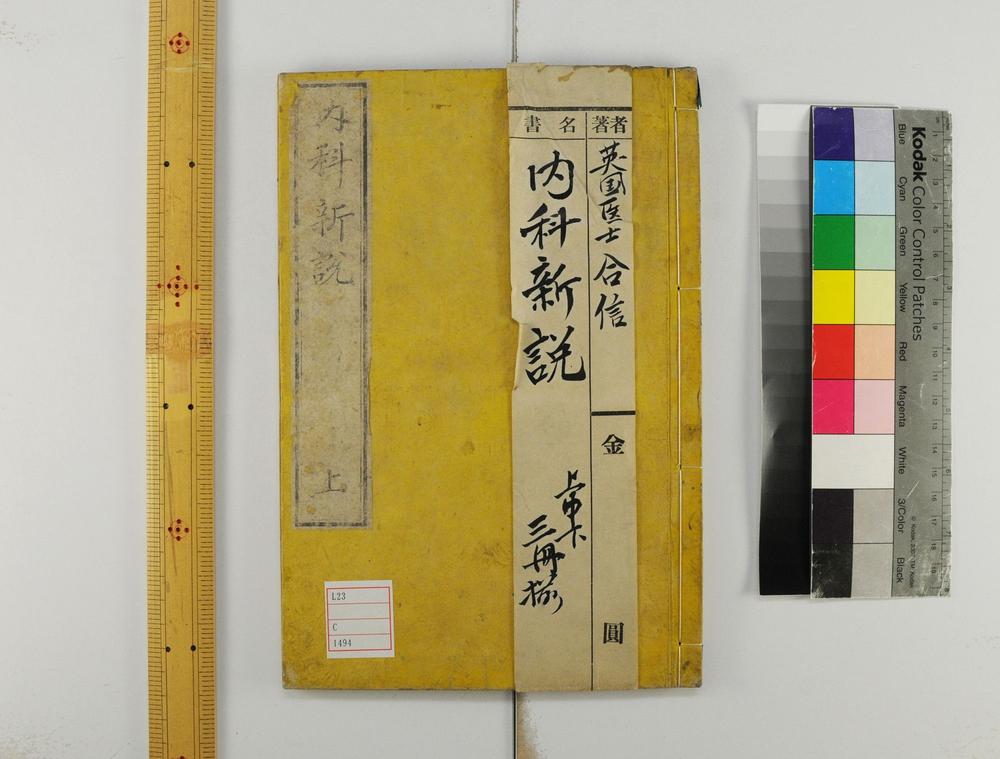 内科新説
上
書名
著者
内科新説
英国医士 合信
上中下
三冊揃
金
圓
L23
C
1494
Kodak Color Control Patches
Blue
Cyan
Green
Yellow
Red
Magenta
White
3/Color
Black